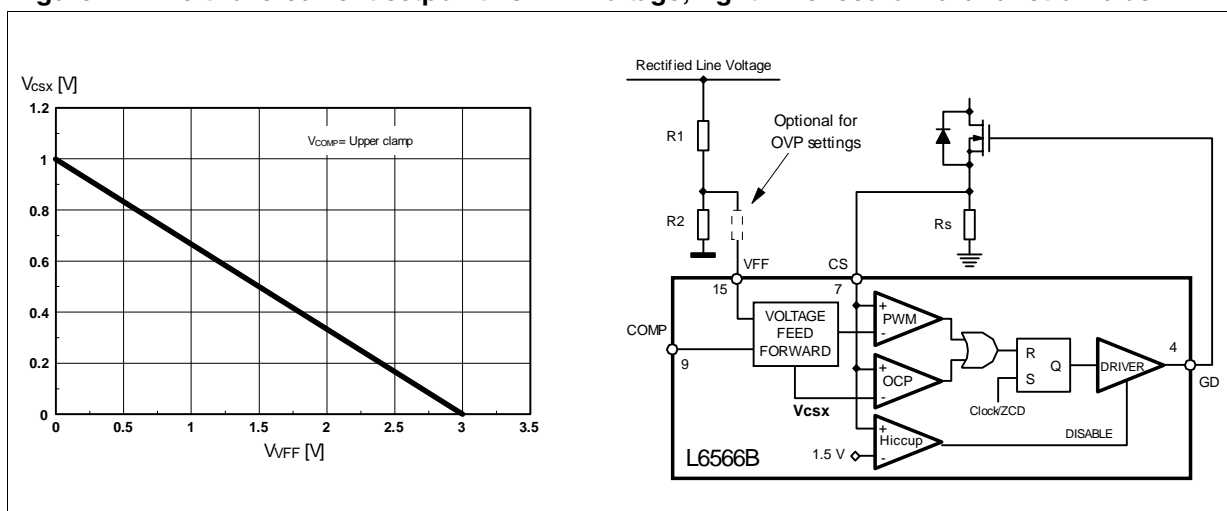 Vcsx [V]
1.2
1
0.8
0.6
0.4
0.2
0
VCOMP= Upper clamp
0
0.5
1
1.5
2
2.5
3
3.5
VVFF [V]
Rectified Line Voltage
R1
Optional for
OVP settings
R2
Rs
VFF
CS
15
7
COMP
9
VOLTAGE
FEED
FORWARD
+
PWM
-
+
OCP
-
Vcsx
+
Hiccup
-
1.5 V
R
S
Q
Clock/ZCD
DRIVER
4
GD
DISABLE
L6566B